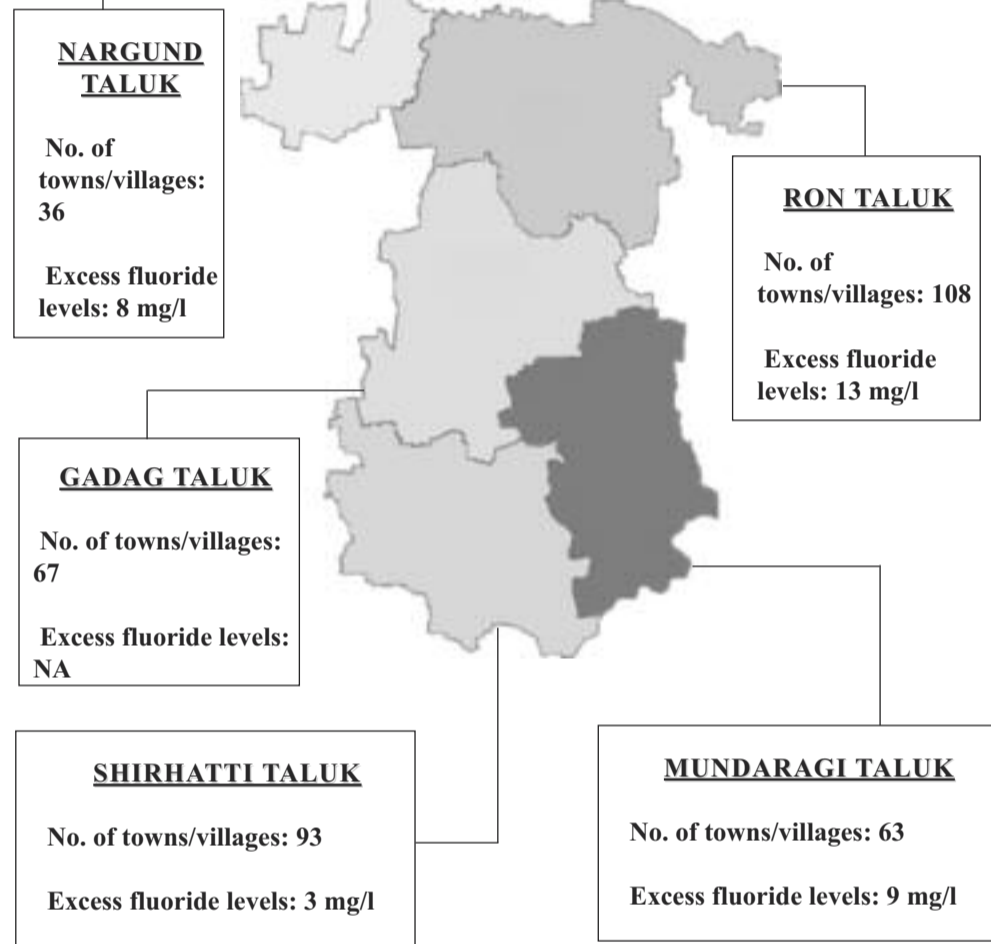 NARGUND
TALUK
No. of
towns/villages:
36
Excess fluoride
levels: 8 mg/l
RON TALUK
No. of
towns/villages: 108
Excess fluoride
levels: 13 mg/l
GADAG TALUK
No. of towns/villages:
67
Excess fluoride levels:
NA
SHIRHATTI TALUK
No. of towns/villages: 93
Excess fluoride levels: 3 mg/l
MUNDARAGI TALUK
No. of towns/villages: 63
Excess fluoride levels: 9 mg/l